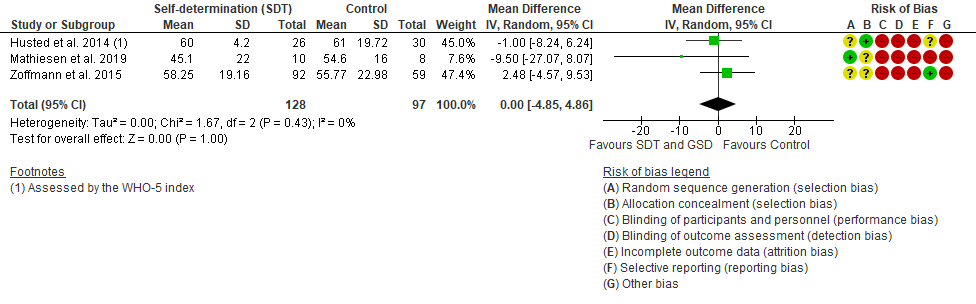 Self-determination (SDT) Control Mean Difference Mean Difference Risk of Bias
Study or Subgroup Mean SD Total Mean SD Total Weight IV, Random, 95% CI IV, Random, 95% CI A B C D E F G
Husted et al. 2014 (1) 60 4.2 26 61 19.72 30 45.0% -1.00 [-8.24, 6.24] ? + - - - ? -
Mathiesen et al. 2019 45.1 22 10 54.6 16 8 7.6% -9.50 [-27.07, 8.07] + ? - - - - -
Zoffmann et al. 2015 58.25 19.16 92 55.77 22.98 59 47.4% 2.48 [-4.57, 9.53] ? ? - - - + -
Total (95% CI) 128 97 100.0% 0.00 [-4.85, 4.86]
Heterogeneity: Tau² = 0.00; Chi² = 1.67, df = 2 (P = 0.43); I² = 0%
Test for overall effect: Z = 0.00 (P = 1.00)
-20 -10 0 10 20
Favours SDT and GSD Favours Control
Footnotes
(1) Assessed by the WHO-5 index
Risk of bias legend
(A) Random sequence generation (selection bias)
(B) Allocation concealment (selection bias)
(C) Blinding of participants and personnel (performance bias)
(D) Blinding of outcome assessment (detection bias)
(E) Incomplete outcome data (attrition bias)
(F) Selective reporting (reporting bias)
(G) Other bias